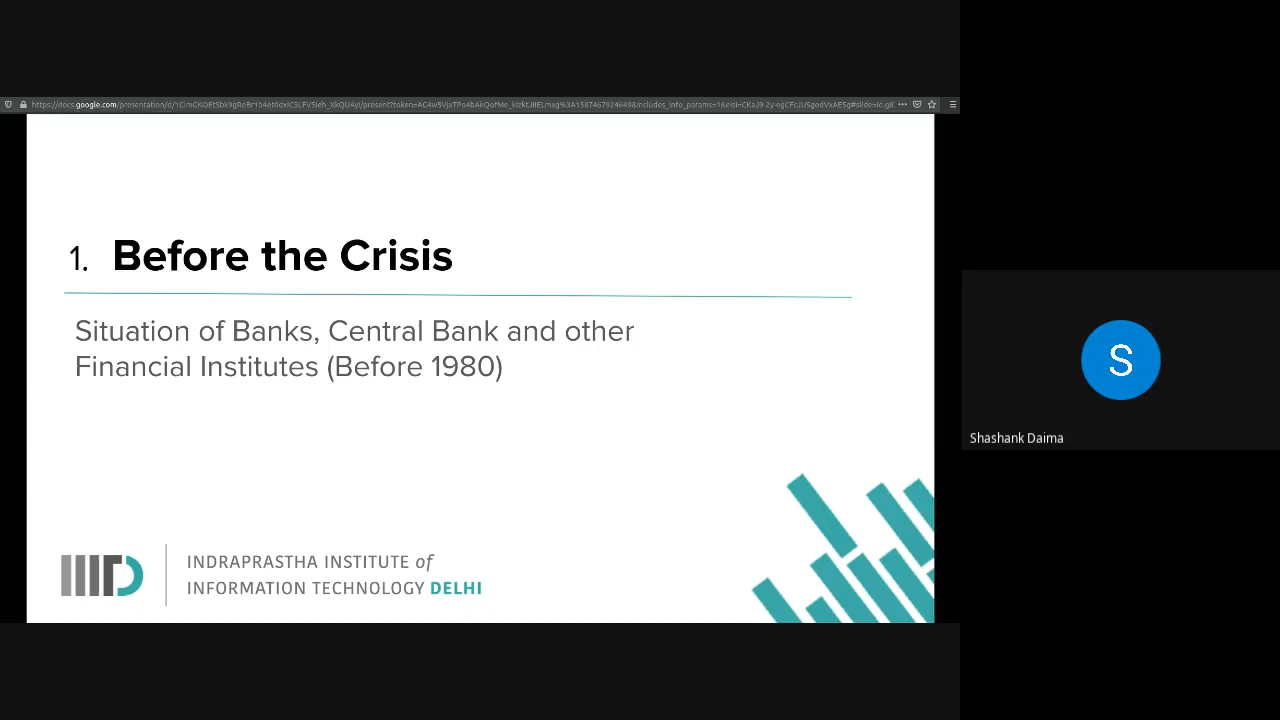 1. Before the Crisis
Situation of Banks, Central Bank and other
Financial Institutes (Before 1980)
IIITD
INDRAPRASTHA INSTITUTE of
INFORMATION TECHNOLOGY DELHI
S
Shashank Daima